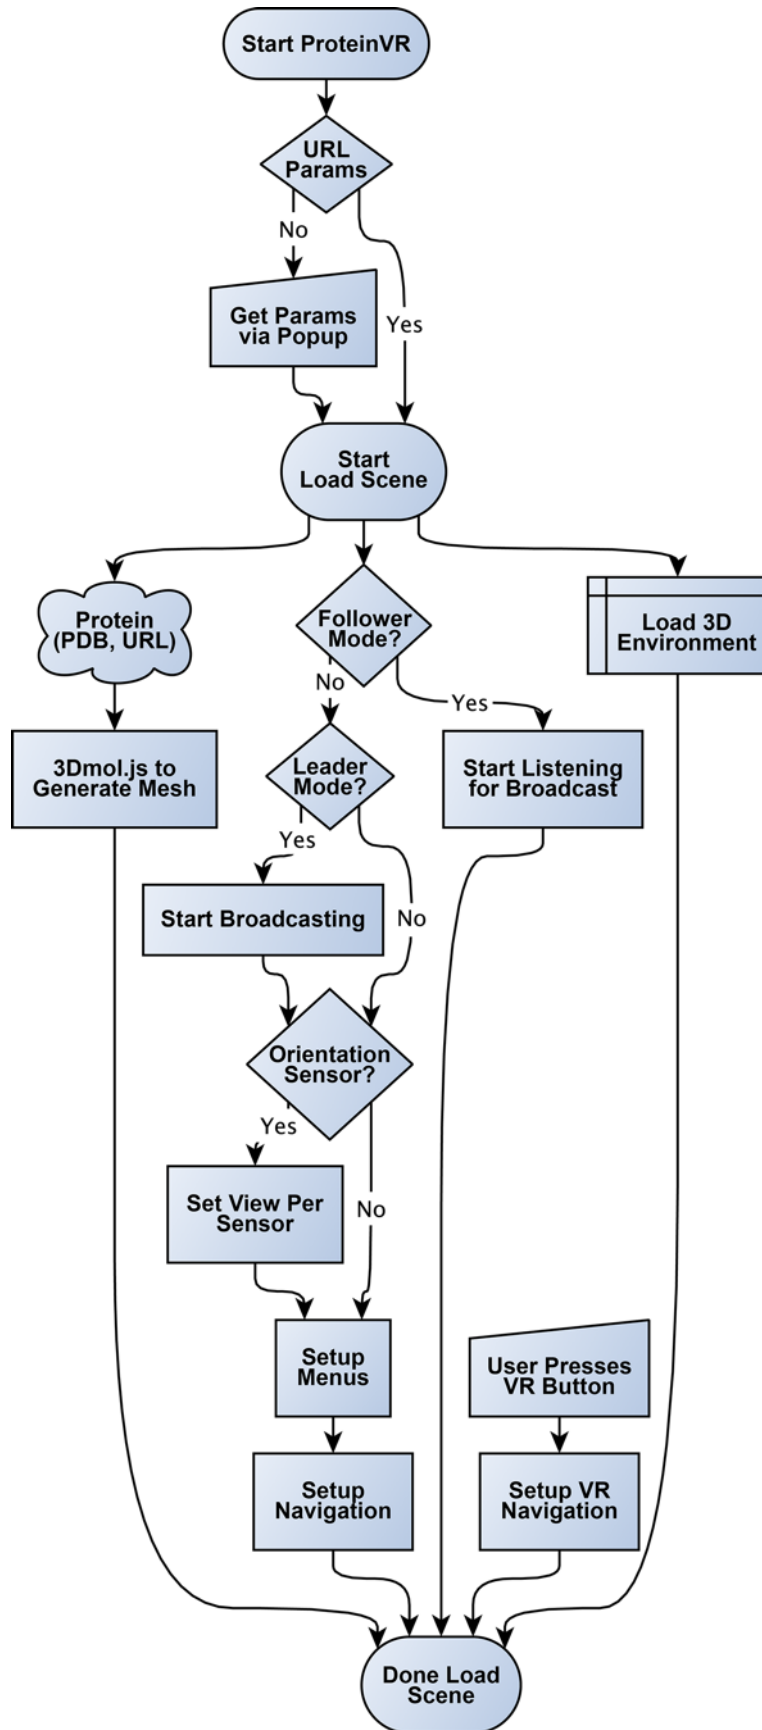 Start ProteinVR
URL
Params
No
Yes
Get Params
via Popup
Start
Load Scene
Protein
(PDB, URL)
Follower
Mode?
Load 3D
Environment
No
Yes
3Dmol.js to
Generate Mesh
Leader
Mode?
Start Listening
for Broadcast
Yes
No
Start Broadcasting
Orientation
Sensor?
Yes
No
Set View Per
Sensor
Setup
Menus
User Presses
VR Button
Setup
Navigation
Setup VR
Navigation
Done Load
Scene